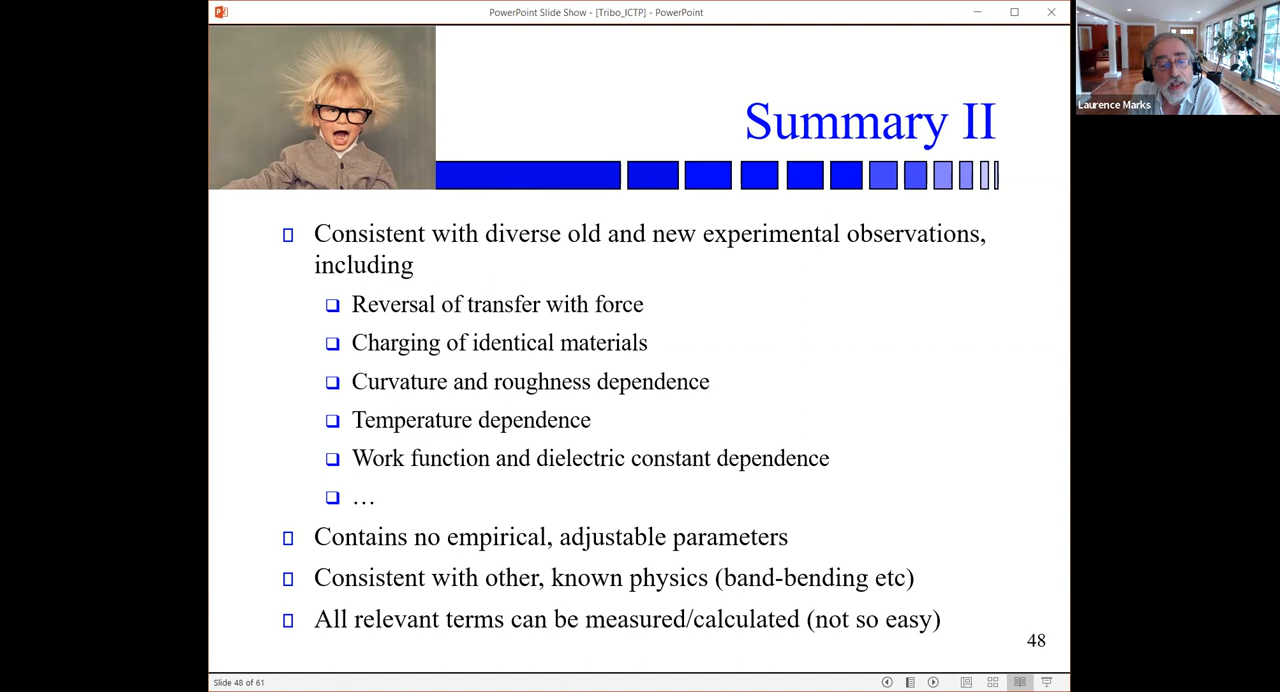 PowerPoint Slide Show - [Tribo_ICTP] - PowerPoint
Laurence Marks
Summary II
Consistent with diverse old and new experimental observations,
including
Reversal of transfer with force
Charging of identical materials
Curvature and roughness dependence
Temperature dependence
Work function and dielectric constant dependence
…
Contains no empirical, adjustable parameters
Consistent with other, known physics (band-bending etc)
All relevant terms can be measured/calculated (not so easy)
48
Slide 48 of 61